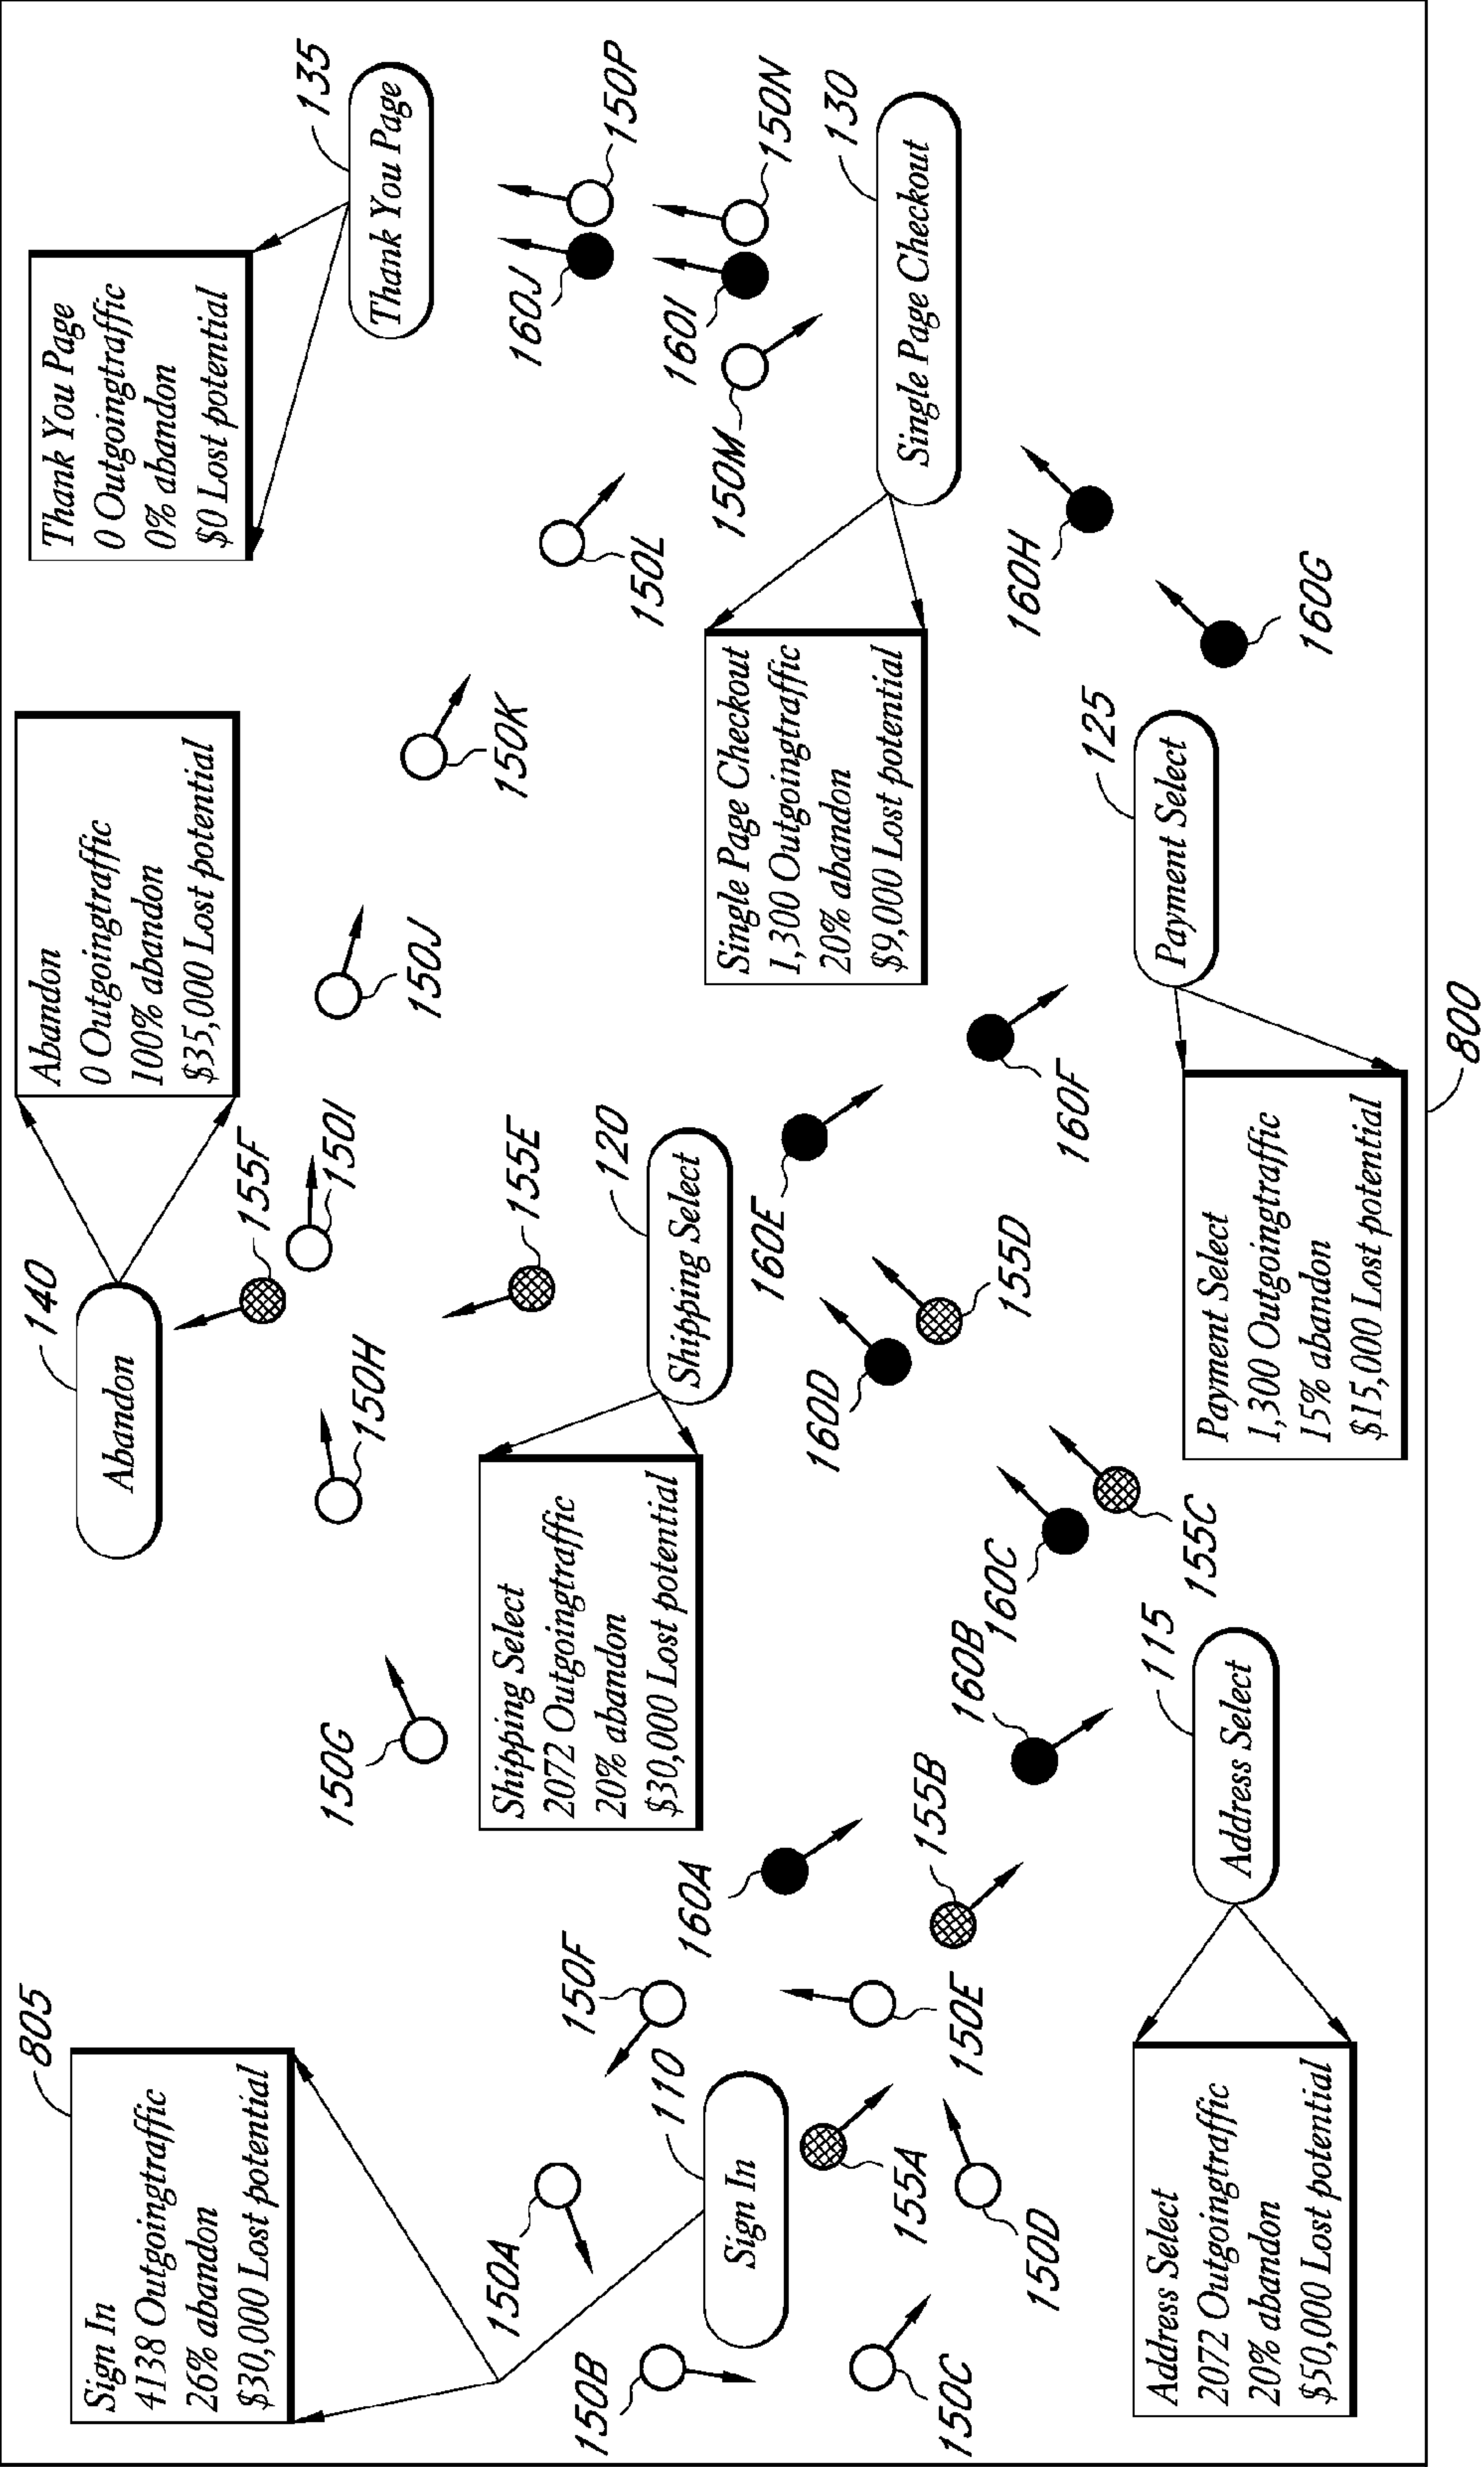 805
Sign In
4138 Outgoingtraffic
26% abandon
$30,000 Lost potential
140
Abandon
Abandon
0 Outgoingtraffic
100% abandon
$35,000 Lost potential
Thank You Page
0 Outgoingtraffic
0% abandon
$0 Lost potential
135
Thank You Page
150G
150H
155F
150I
150J
150K
150L
160J
150P
150A
150B
150F
110
Sign In
Shipping Select
2072 Outgoingtraffic
20% abandon
$30,000 Lost potential
155E
120
Shipping Select
Single Page Checkout
1,300 Outgoingtraffic
20% abandon
$9,000 Lost potential
150M
160I
150N
130
Single Page Checkout
160A
155A
150C
150D
150E
155B
160B
160C
155C
160D
155D
160E
160F
160H
160G
115
Address Select
Address Select
2072 Outgoingtraffic
20% abandon
$50,000 Lost potential
125
Payment Select
Payment Select
1,300 Outgoingtraffic
15% abandon
$15,000 Lost potential
800